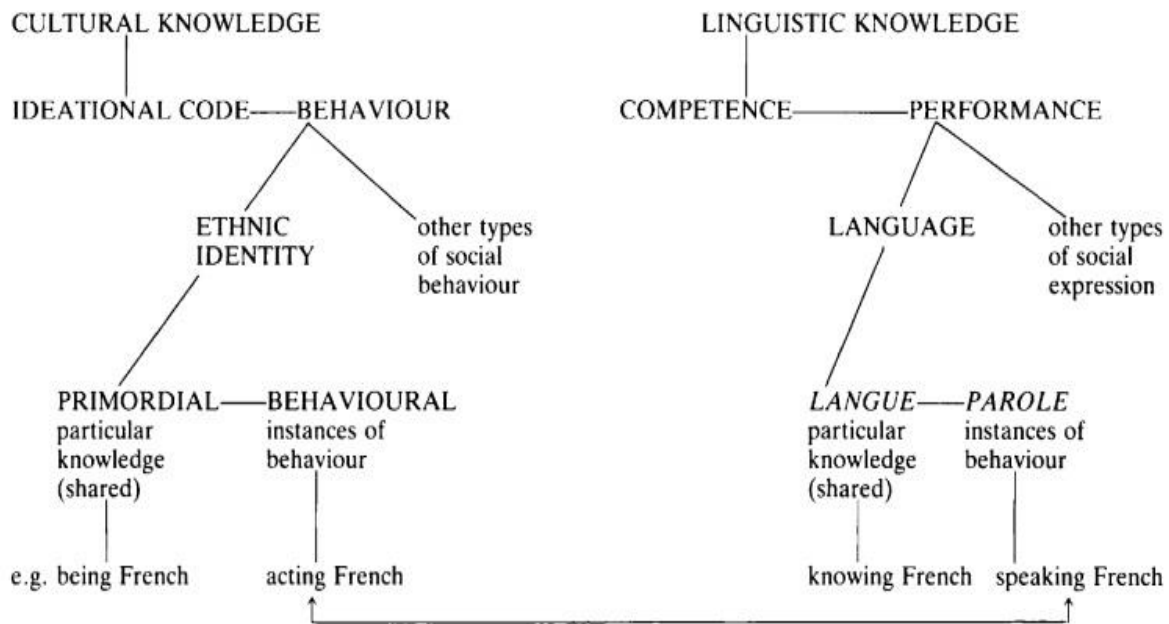 CULTURAL KNOWLEDGE
LINGUISTIC KNOWLEDGE
IDEATIONAL CODE BEHAVIOUR
COMPETENCE PERFORMANCE
ETHNIC
IDENTITY
other types
of social
behaviour
LANGUAGE
other types
of social
expression
PRIMORDIAL
particular
knowledge
(shared)
BEHAVIOURAL
instances of
behaviour
LANGUE
particular
knowledge
(shared)
PAROLE
instances of
behaviour
e.g. being French
acting French
knowing French
speaking French